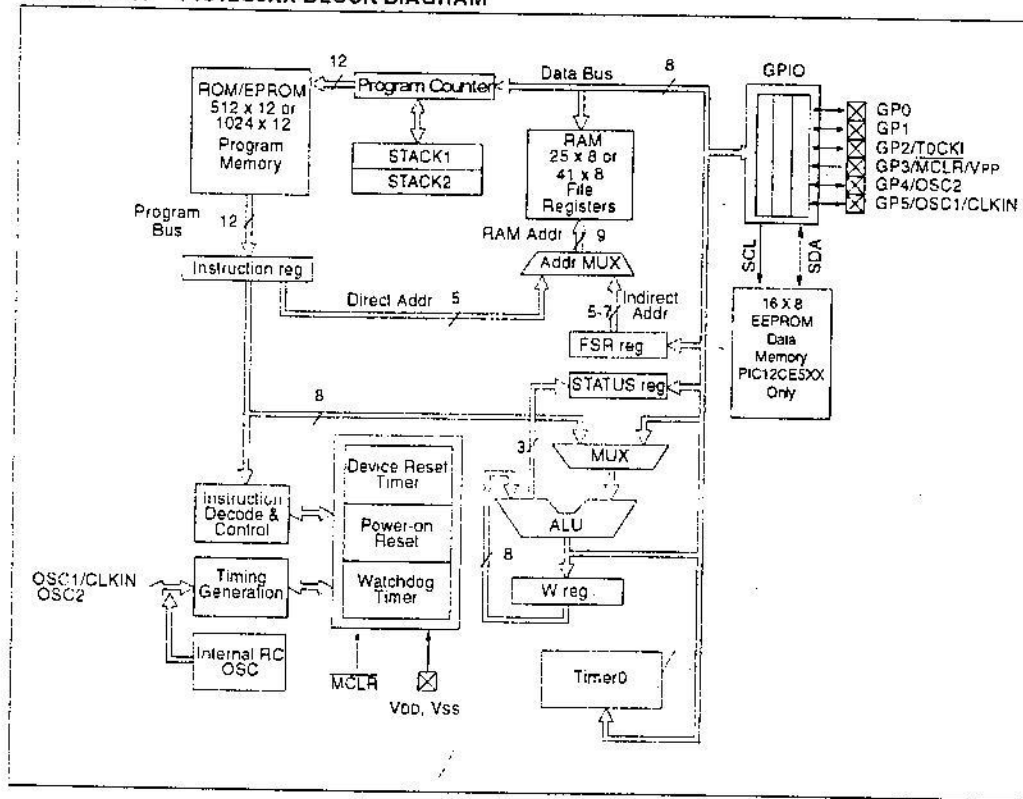 BLOCK DIAGRAM
12
Data Bus
8
GPIO
ROM/EPROM
512 x 12 or
1024 x 12
Program
Memory
Program Counter
STACK1
STACK2
RAM
25 x 8 or
41 x 8
File
Registers
GP0
GP1
GP2/T0CKI
GP3/MCLR/VPP
GP4/OSC2
GP5/OSC1/CLKIN
Program
Bus
12
RAM Addr
9
SCL
SDA
Instruction reg
Addr MUX
Direct Addr
5
5-7
Indirect
Addr
16 X 8
EEPROM
Data
Memory
PIC12CE5XX
Only
FSR reg
STATUS reg
8
3
MUX
Device Reset
Timer
Instruction
Decode &
Control
Power-on
Reset
ALU
8
OSC1/CLKIN
OSC2
Timing
Generation
Watchdog
Timer
W reg
Internal RC
OSC
MCLR
VDD, VSS
Timer0